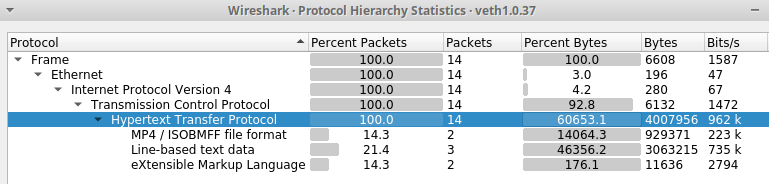 Wireshark · Protocol Hierarchy Statistics · veth1.0.37
Protocol Percent Packets Packets Percent Bytes Bytes Bits/s
Frame 100.0 14 100.0 6608 1587
Ethernet 100.0 14 3.0 196 47
Internet Protocol Version 4 100.0 14 4.2 280 67
Transmission Control Protocol 100.0 14 92.8 6132 1472
Hypertext Transfer Protocol 100.0 14 60653.1 4007956 962 k
MP4 / ISOBMFF file format 14.3 2 14064.3 929371 223 k
Line-based text data 21.4 3 46356.2 3063215 735 k
eXtensible Markup Language 14.3 2 176.1 11636 2794